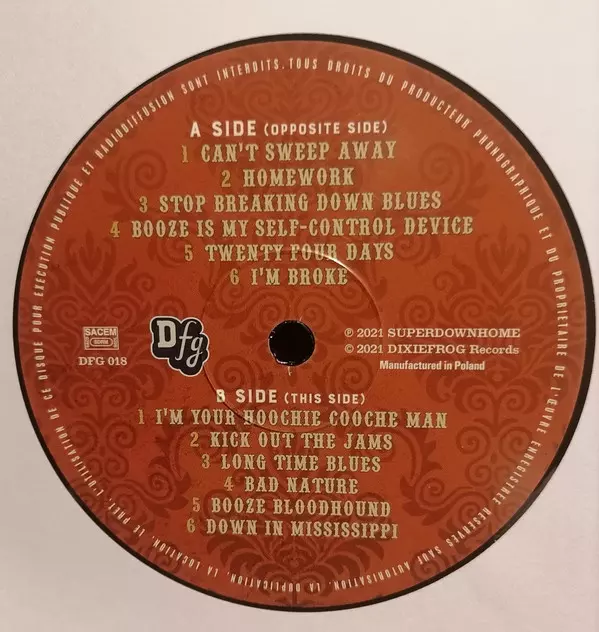 TOUS DROITS DU PRODUCTEUR PHONOGRAPHIQUE ET DU PROPRIETAIRE DE L'ŒUVRE ENREGISTREE RESERVES SAUF AUTORISATION, LA DUPLICATION, LA LOCATION, LE PRET, L'UTILISATION DE CE DISQUE POUR EXECUTION PUBLIQUE ET RADIODIFFUSION SONT INTERDITS.
A SIDE (OPPOSITE SIDE)
1 CAN'T SWEEP AWAY
2 HOMEWORK
3 STOP BREAKING DOWN BLUES
4 BOOZE IS MY SELF-CONTROL DEVICE
5 TWENTY FOUR DAYS
6 I'M BROKE
SACEM
SDRM
DFG 018
Dfg
℗ 2021 SUPERDOWNHOME
© 2021 DIXIEFROG Records
Manufactured in Poland
B SIDE (THIS SIDE)
1 I'M YOUR HOOCHIE COOCHE MAN
2 KICK OUT THE JAMS
3 LONG TIME BLUES
4 BAD NATURE
5 BOOZE BLOODHOUND
6 DOWN IN MISSISSIPPI